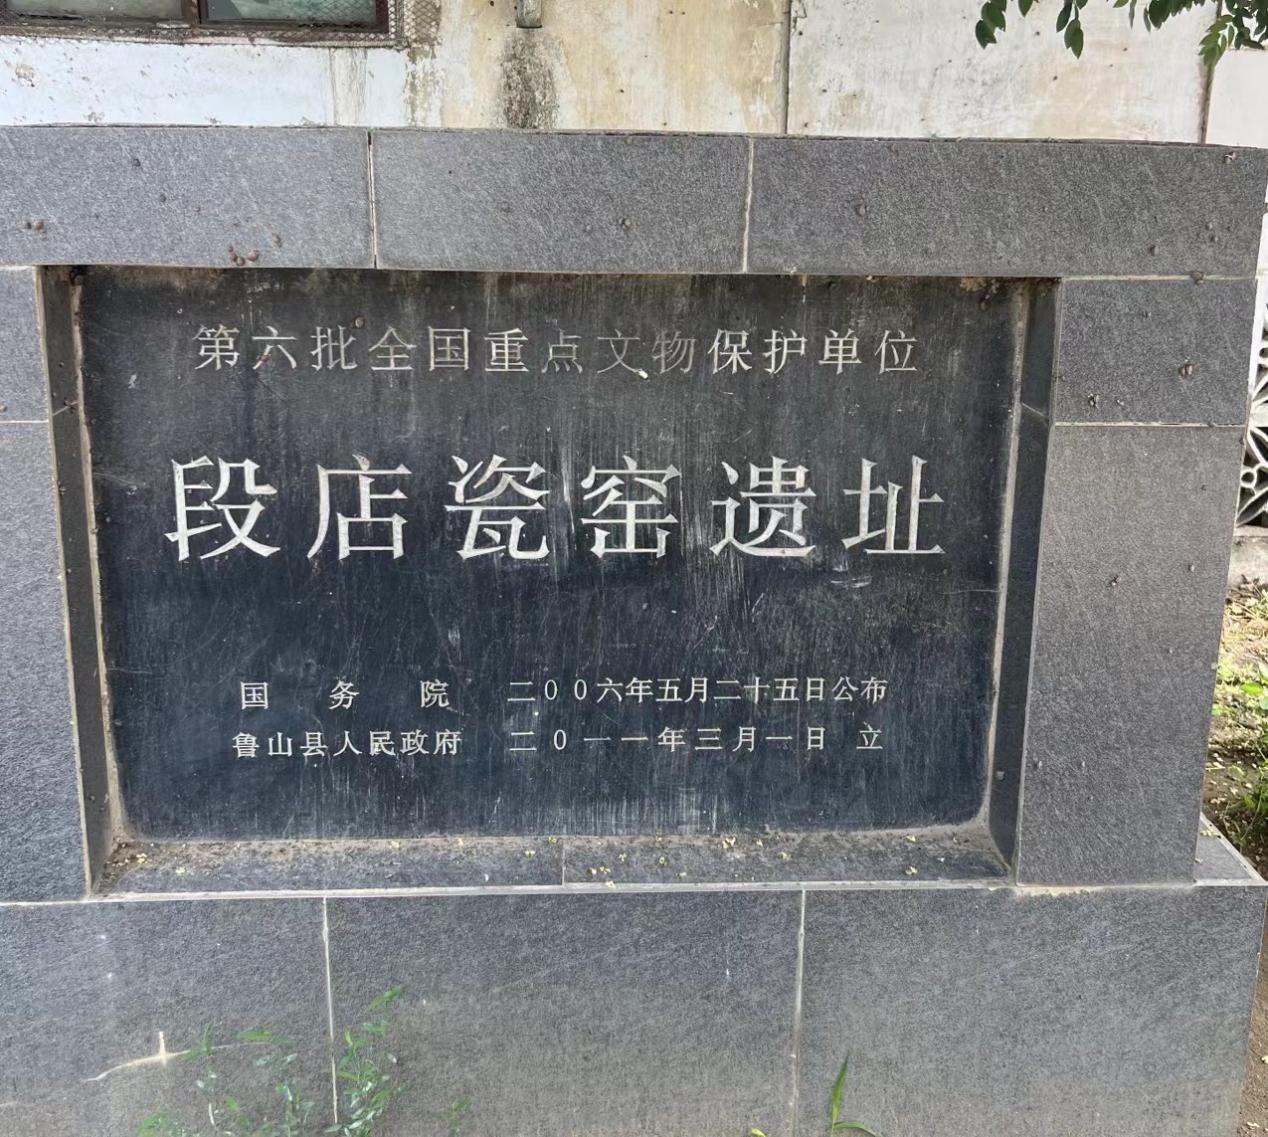 第六批全国重点文物保护单位
段店瓷窑遗址
国务院 二00六年五月二十五日公布
鲁山县人民政府 二0一一年三月一日 立